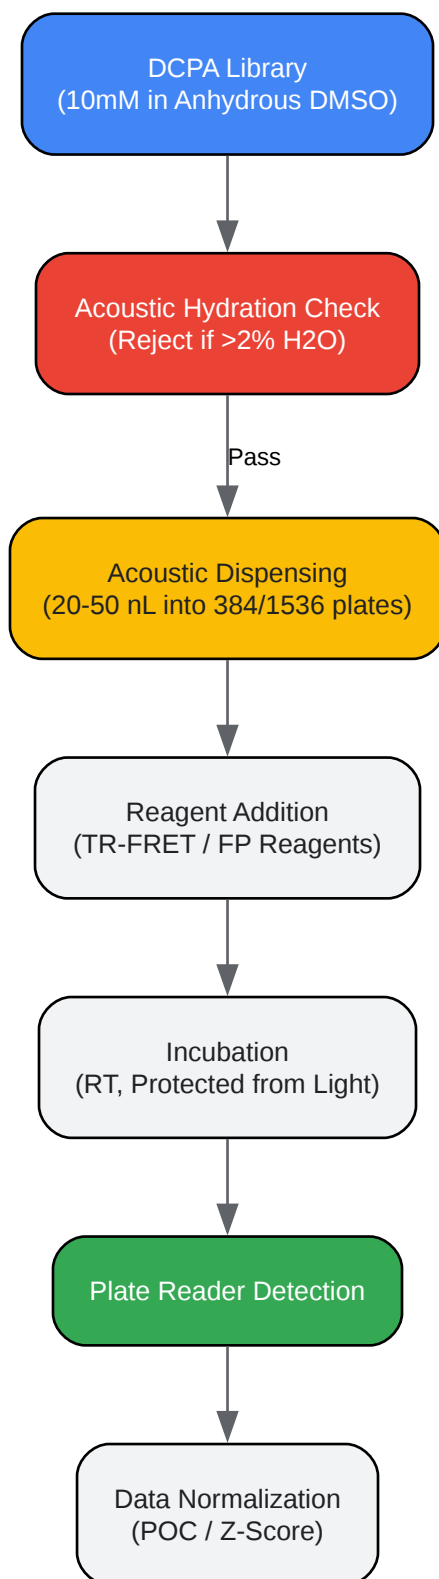 DCPA Library
(10mM in Anhydrous DMSO)
Acoustic Hydration Check
(Reject if >2% H2O)
Pass
Acoustic Dispensing
(20-50 nL into 384/1536 plates)
Reagent Addition
(TR-FRET / FP Reagents)
Incubation
(RT, Protected from Light)
Plate Reader Detection
Data Normalization
(POC / Z-Score)